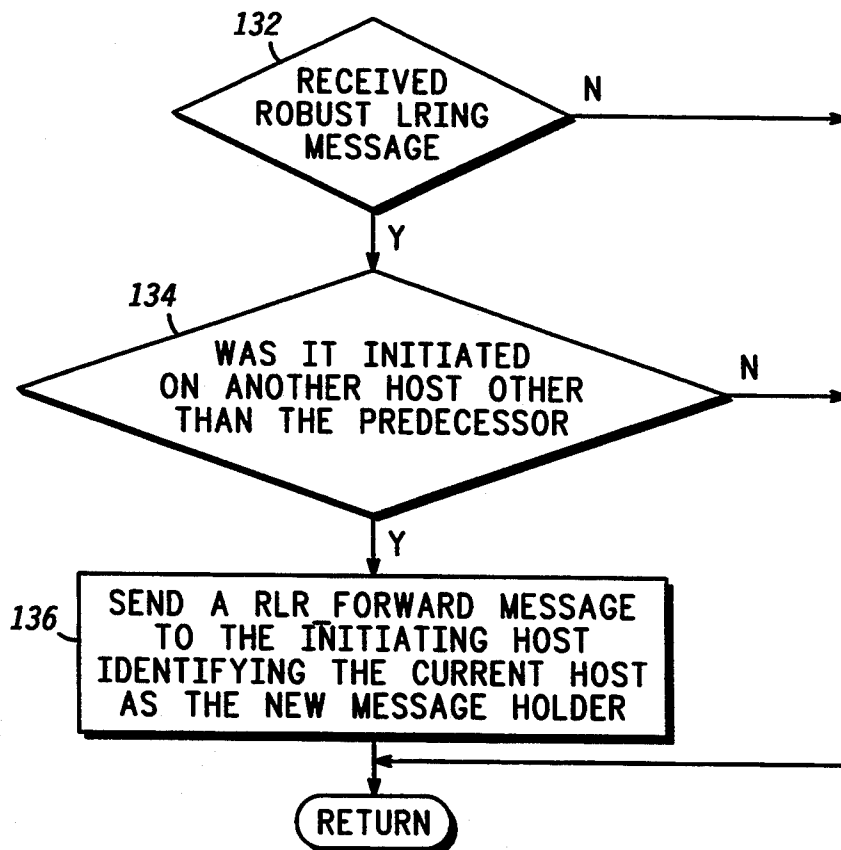 132
RECEIVED
ROBUST LRING
MESSAGE
N
Y
134
WAS IT INITIATED
ON ANOTHER HOST OTHER
THAN THE PREDECESSOR
N
Y
136
SEND A RLR_FORWARD MESSAGE
TO THE INITIATING HOST
IDENTIFYING THE CURRENT HOST
AS THE NEW MESSAGE HOLDER
RETURN